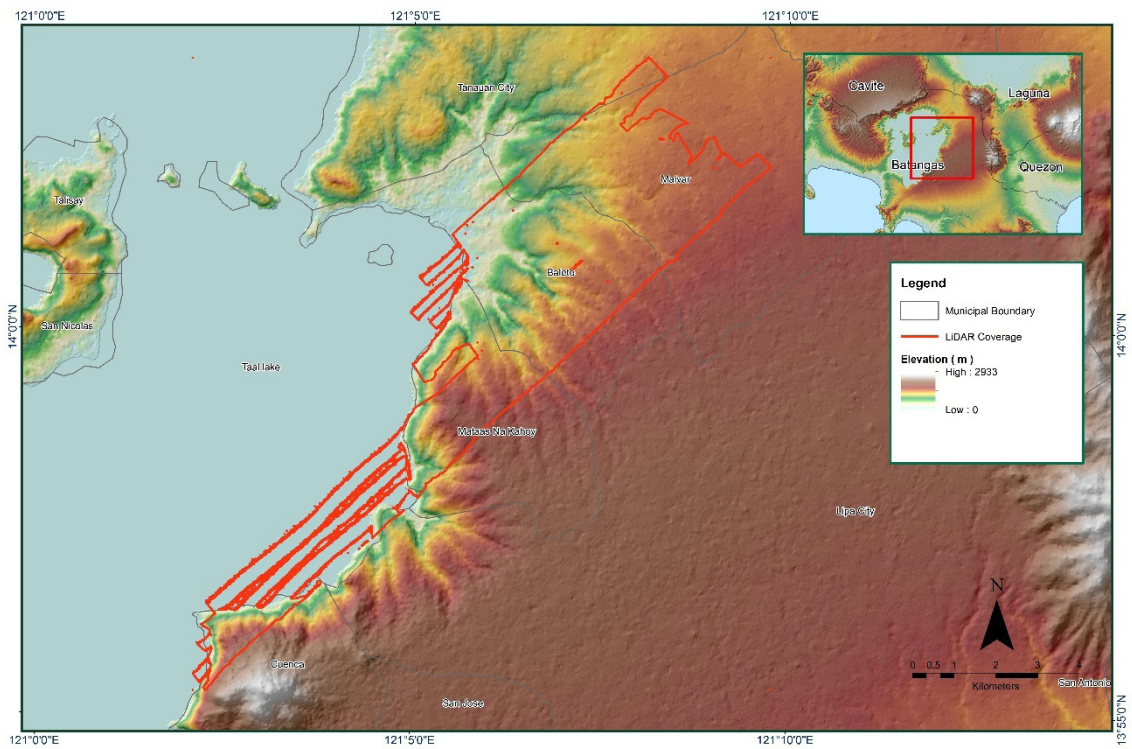 121°0'0"E
121°5'0"E
121°10'0"E
Tanauan City
Cavite
Laguna
Batangas
Quezon
Talisay
Malvar
Balete
San Nicolas
14°0'0"N
14°0'0"N
Taal lake
Legend
Municipal Boundary
LiDAR Coverage
Elevation ( m )
High : 2933
Low : 0
Mataas Na Kahoy
Lipa City
N
Cuenca
0 0.5 1 2 3 4
Kilometers
San Antonio
San Jose
13°55'0"N
121°0'0"E
121°5'0"E
121°10'0"E